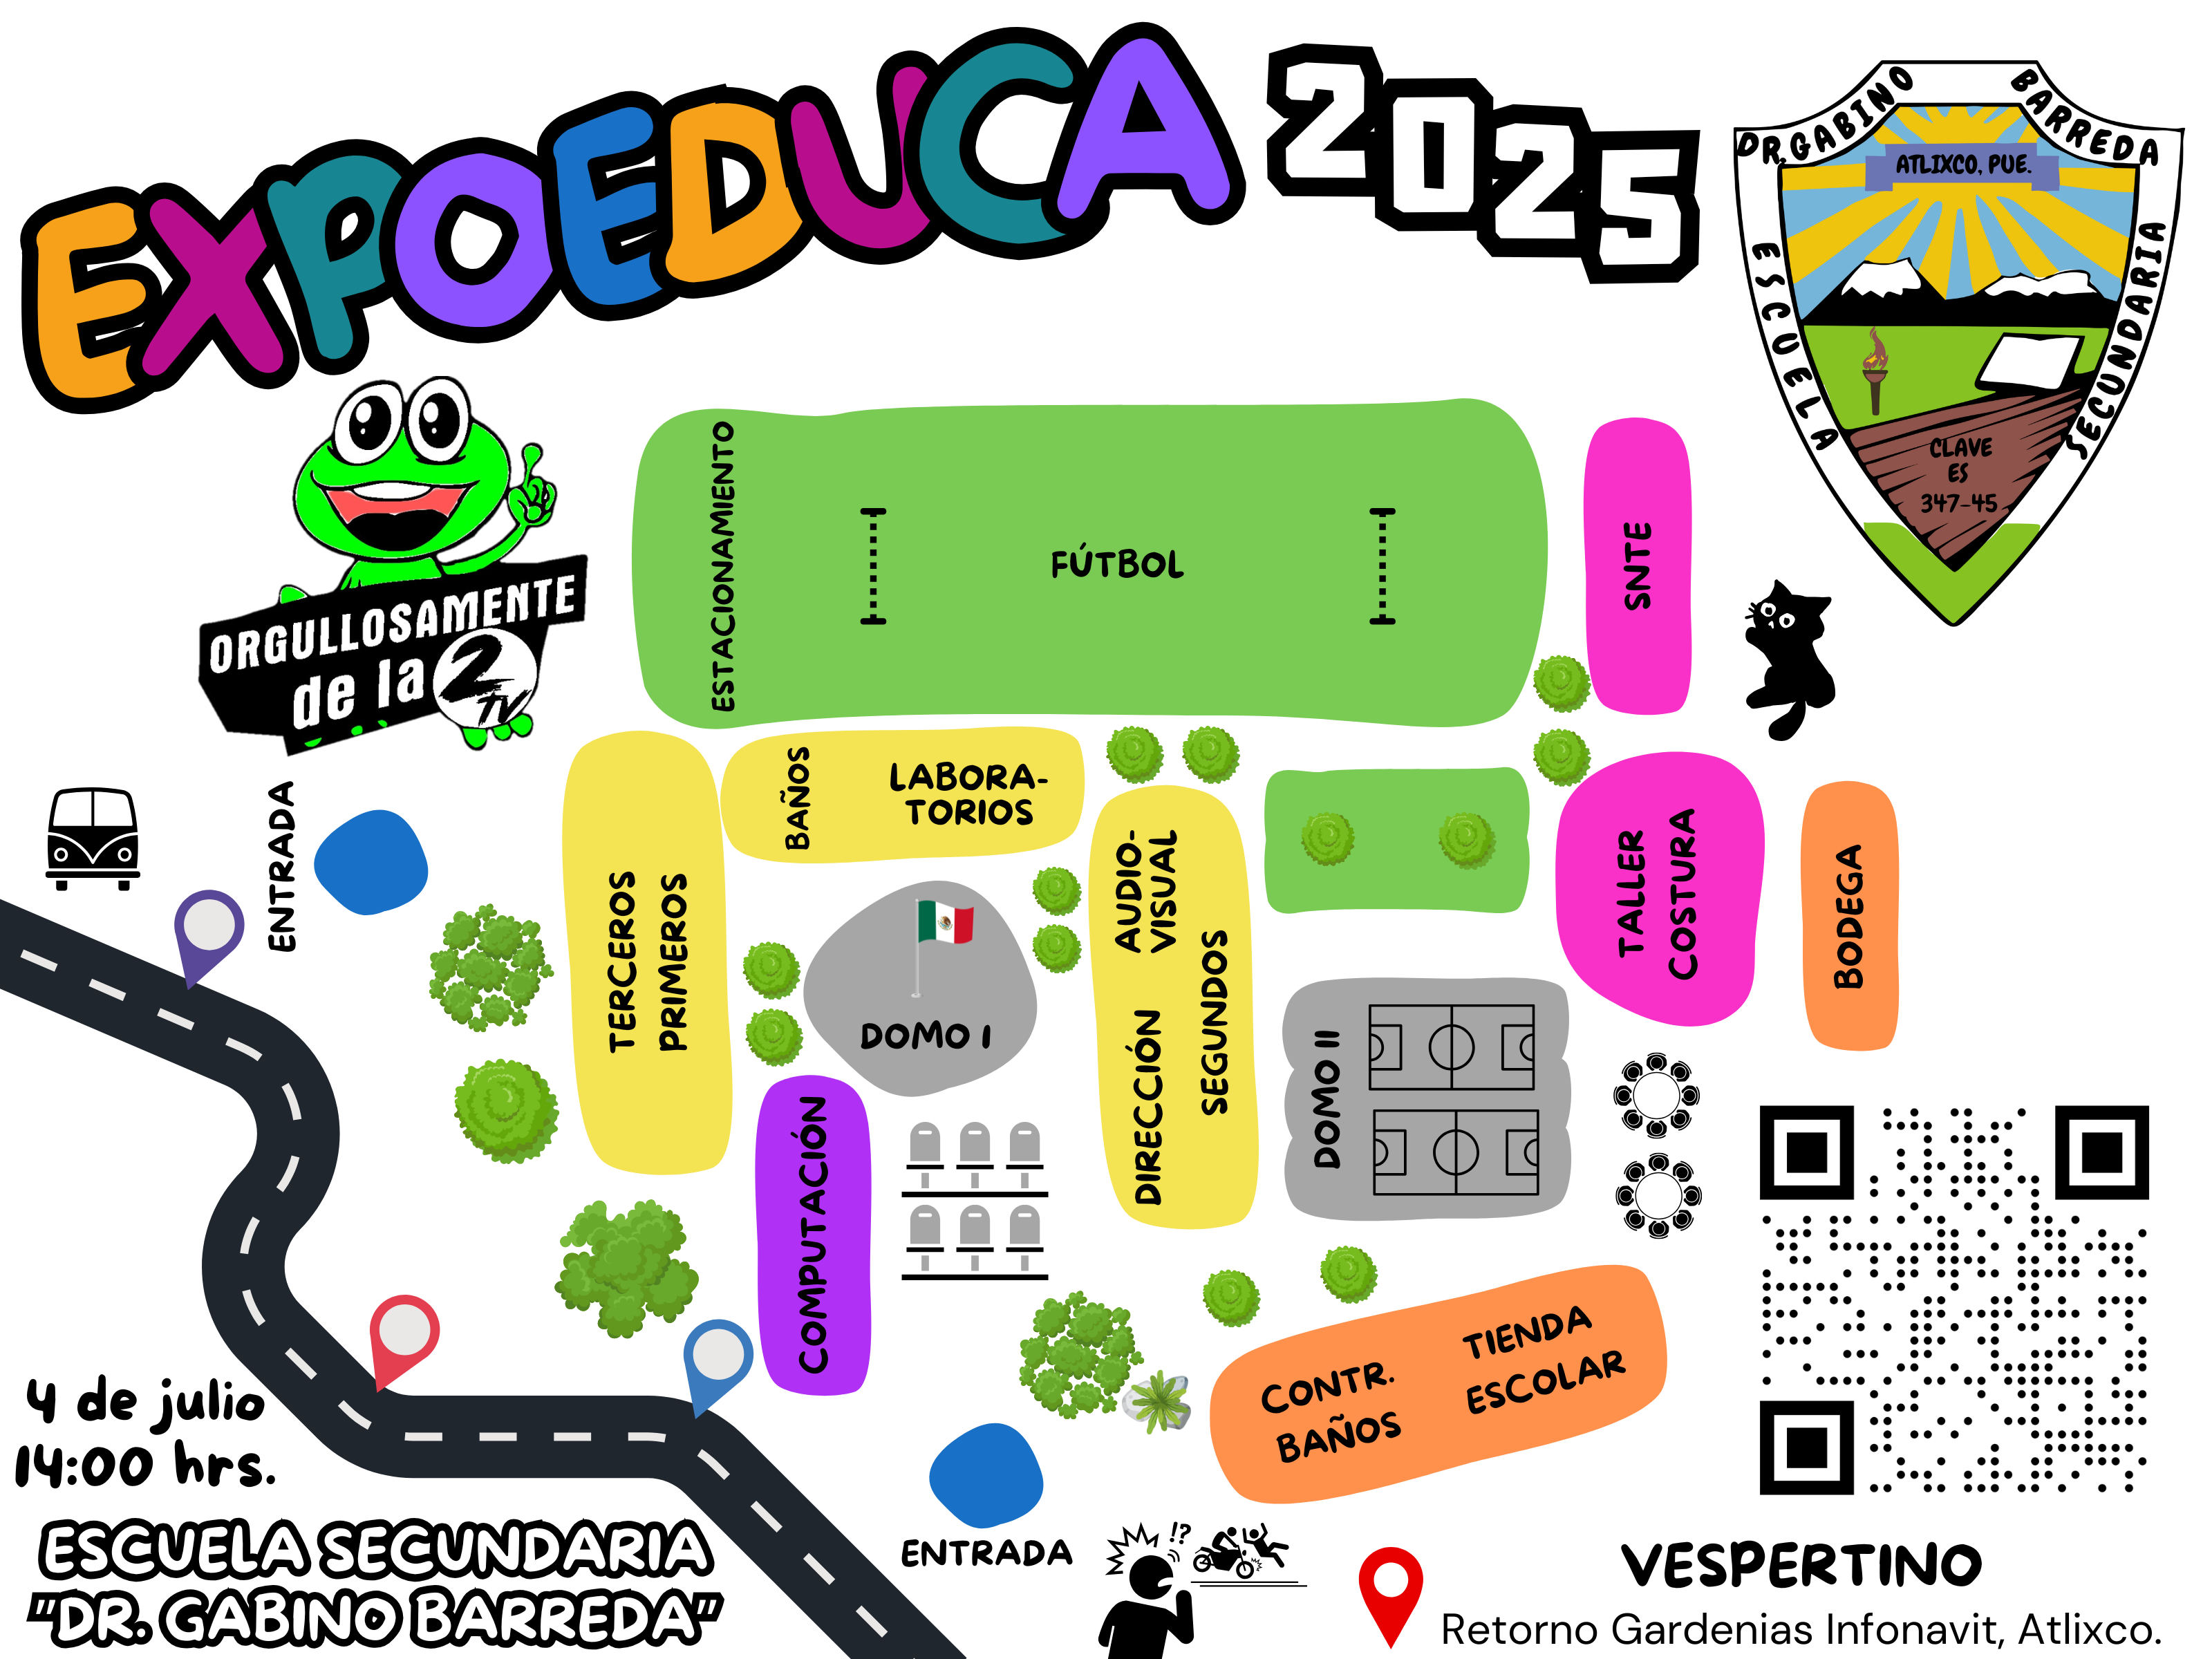 EXPOEDUCA 2025
DR. GABINO BARREDA
ATLIXCO, PUE.
ESCUELA
SECUNDARIA
CLAVE
ES
347-45
ORGULLOSAMENTE
de la 2
TV
ESTACIONAMIENTO
FÚTBOL
SNTE
ENTRADA
TERCEROS
PRIMEROS
BAÑOS
LABORA-
TORIOS
AUDIO-
VISUAL
DIRECCIÓN
SEGUNDOS
TALLER
COSTURA
BODEGA
DOMO I
DOMO II
COMPUTACIÓN
CONTR.
BAÑOS
TIENDA
ESCOLAR
ENTRADA
!?
4 de julio
14:00 hrs.
ESCUELA SECUNDARIA
"DR. GABINO BARREDA"
VESPERTINO
Retorno Gardenias Infonavit, Atlixco.